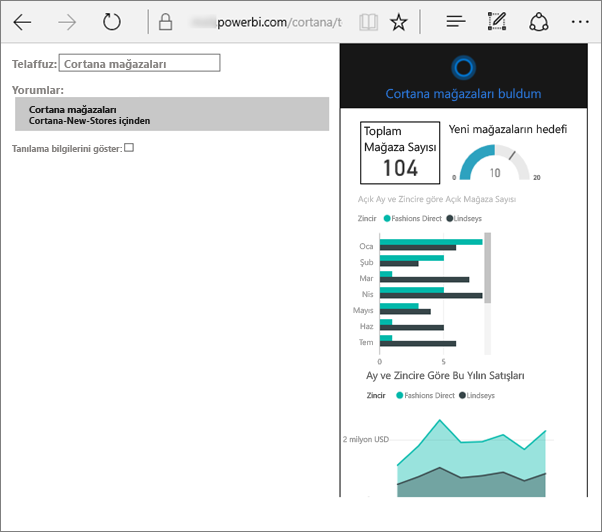 powerbi.com/cortana/t
Telaffuz: Cortana mağazaları
Yorumlar:
Cortana mağazaları
Cortana-New-Stores içinden
Tanılama bilgilerini göster:
Cortana mağazaları buldum
Toplam
Mağaza Sayısı
104
Yeni mağazaların hedefi
0 10 20
Açık Ay ve Zincire göre Açık Mağaza Sayısı
Zincir Fashions Direct Lindseys
Oca
Şub
Mar
Nis
Mayıs
Haz
Tem
0 5
Ay ve Zincire Göre Bu Yılın Satışları
Zincir Fashions Direct Lindseys
2 milyon USD